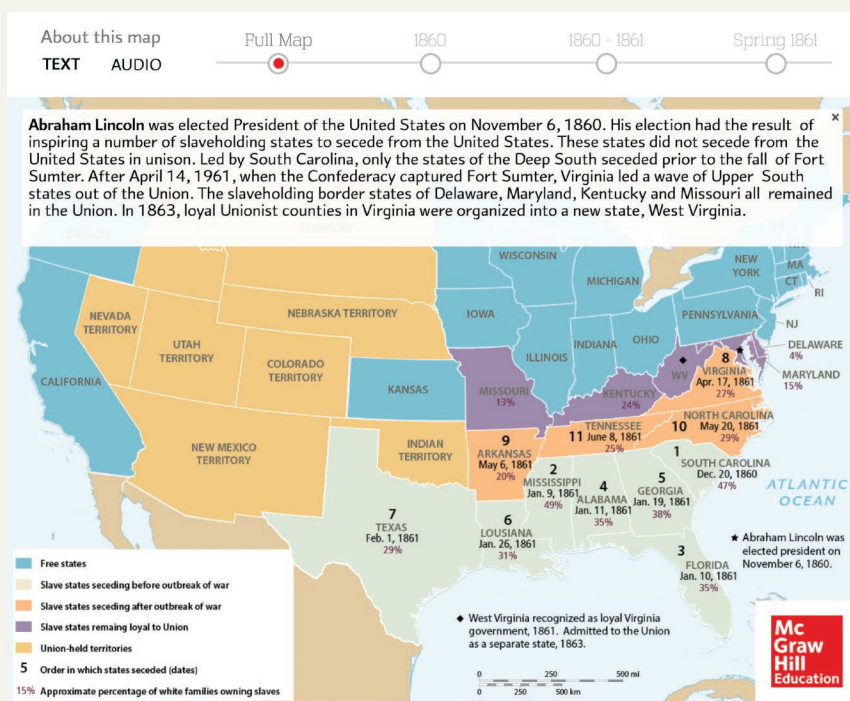 About this map
TEXT AUDIO
Full Map
1860
1860 - 1861
Spring 1861
x
Abraham Lincoln was elected President of the United States on November 6, 1860. His election had the result of
inspiring a number of slaveholding states to secede from the United States. These states did not secede from the
United States in unison. Led by South Carolina, only the states of the Deep South seceded prior to the fall of Fort
Sumter. After April 14, 1961, when the Confederacy captured Fort Sumter, Virginia led a wave of Upper South
states out of the Union. The slaveholding border states of Delaware, Maryland, Kentucky and Missouri all remained
in the Union. In 1863, loyal Unionist counties in Virginia were organized into a new state, West Virginia.
OREGON
TERRITORY
WISCONSIN
MICHIGAN
NEW
YORK
MA
CT
RI
NEVADA
TERRITORY
NEBRASKA TERRITORY
IOWA
PENNSYLVANIA
NJ
UTAH
TERRITORY
COLORADO
TERRITORY
ILLINOIS
INDIANA
OHIO
DELAWARE
4%
MARYLAND
15%
CALIFORNIA
KANSAS
MISSOURI
13%
KENTUCKY
24%
WV
8
VIRGINIA
Apr. 17, 1861
27%
NEW MEXICO
TERRITORY
INDIAN
TERRITORY
9
ARKANSAS
May 6, 1861
20%
11 TENNESSEE
June 8, 1861
25%
10 NORTH CAROLINA
May 20, 1861
29%
1
SOUTH CAROLINA
Dec. 20, 1860
47%
2
MISSISSIPPI
Jan. 9, 1861
49%
4
ALABAMA
Jan. 11, 1861
35%
5
GEORGIA
Jan. 19, 1861
38%
ATLANTIC
OCEAN
7
TEXAS
Feb. 1, 1861
29%
6
LOUSIANA
Jan. 26, 1861
31%
3
FLORIDA
Jan. 10, 1861
35%
★ Abraham Lincoln was
elected president on
November 6, 1860.
Free states
Slave states seceding before outbreak of war
Slave states seceding after outbreak of war
Slave states remaing loyal to Union
Union-held territories
5 Order in which states seceded (dates)
15% Approximate percentage of white families owning slaves
◆ West Virginia recognized as loyal Virginia
government, 1861. Admitted to the Union
as a separate state, 1863.
0 250 500 mi
0 250 500 km
Mc
Graw
Hill
Education